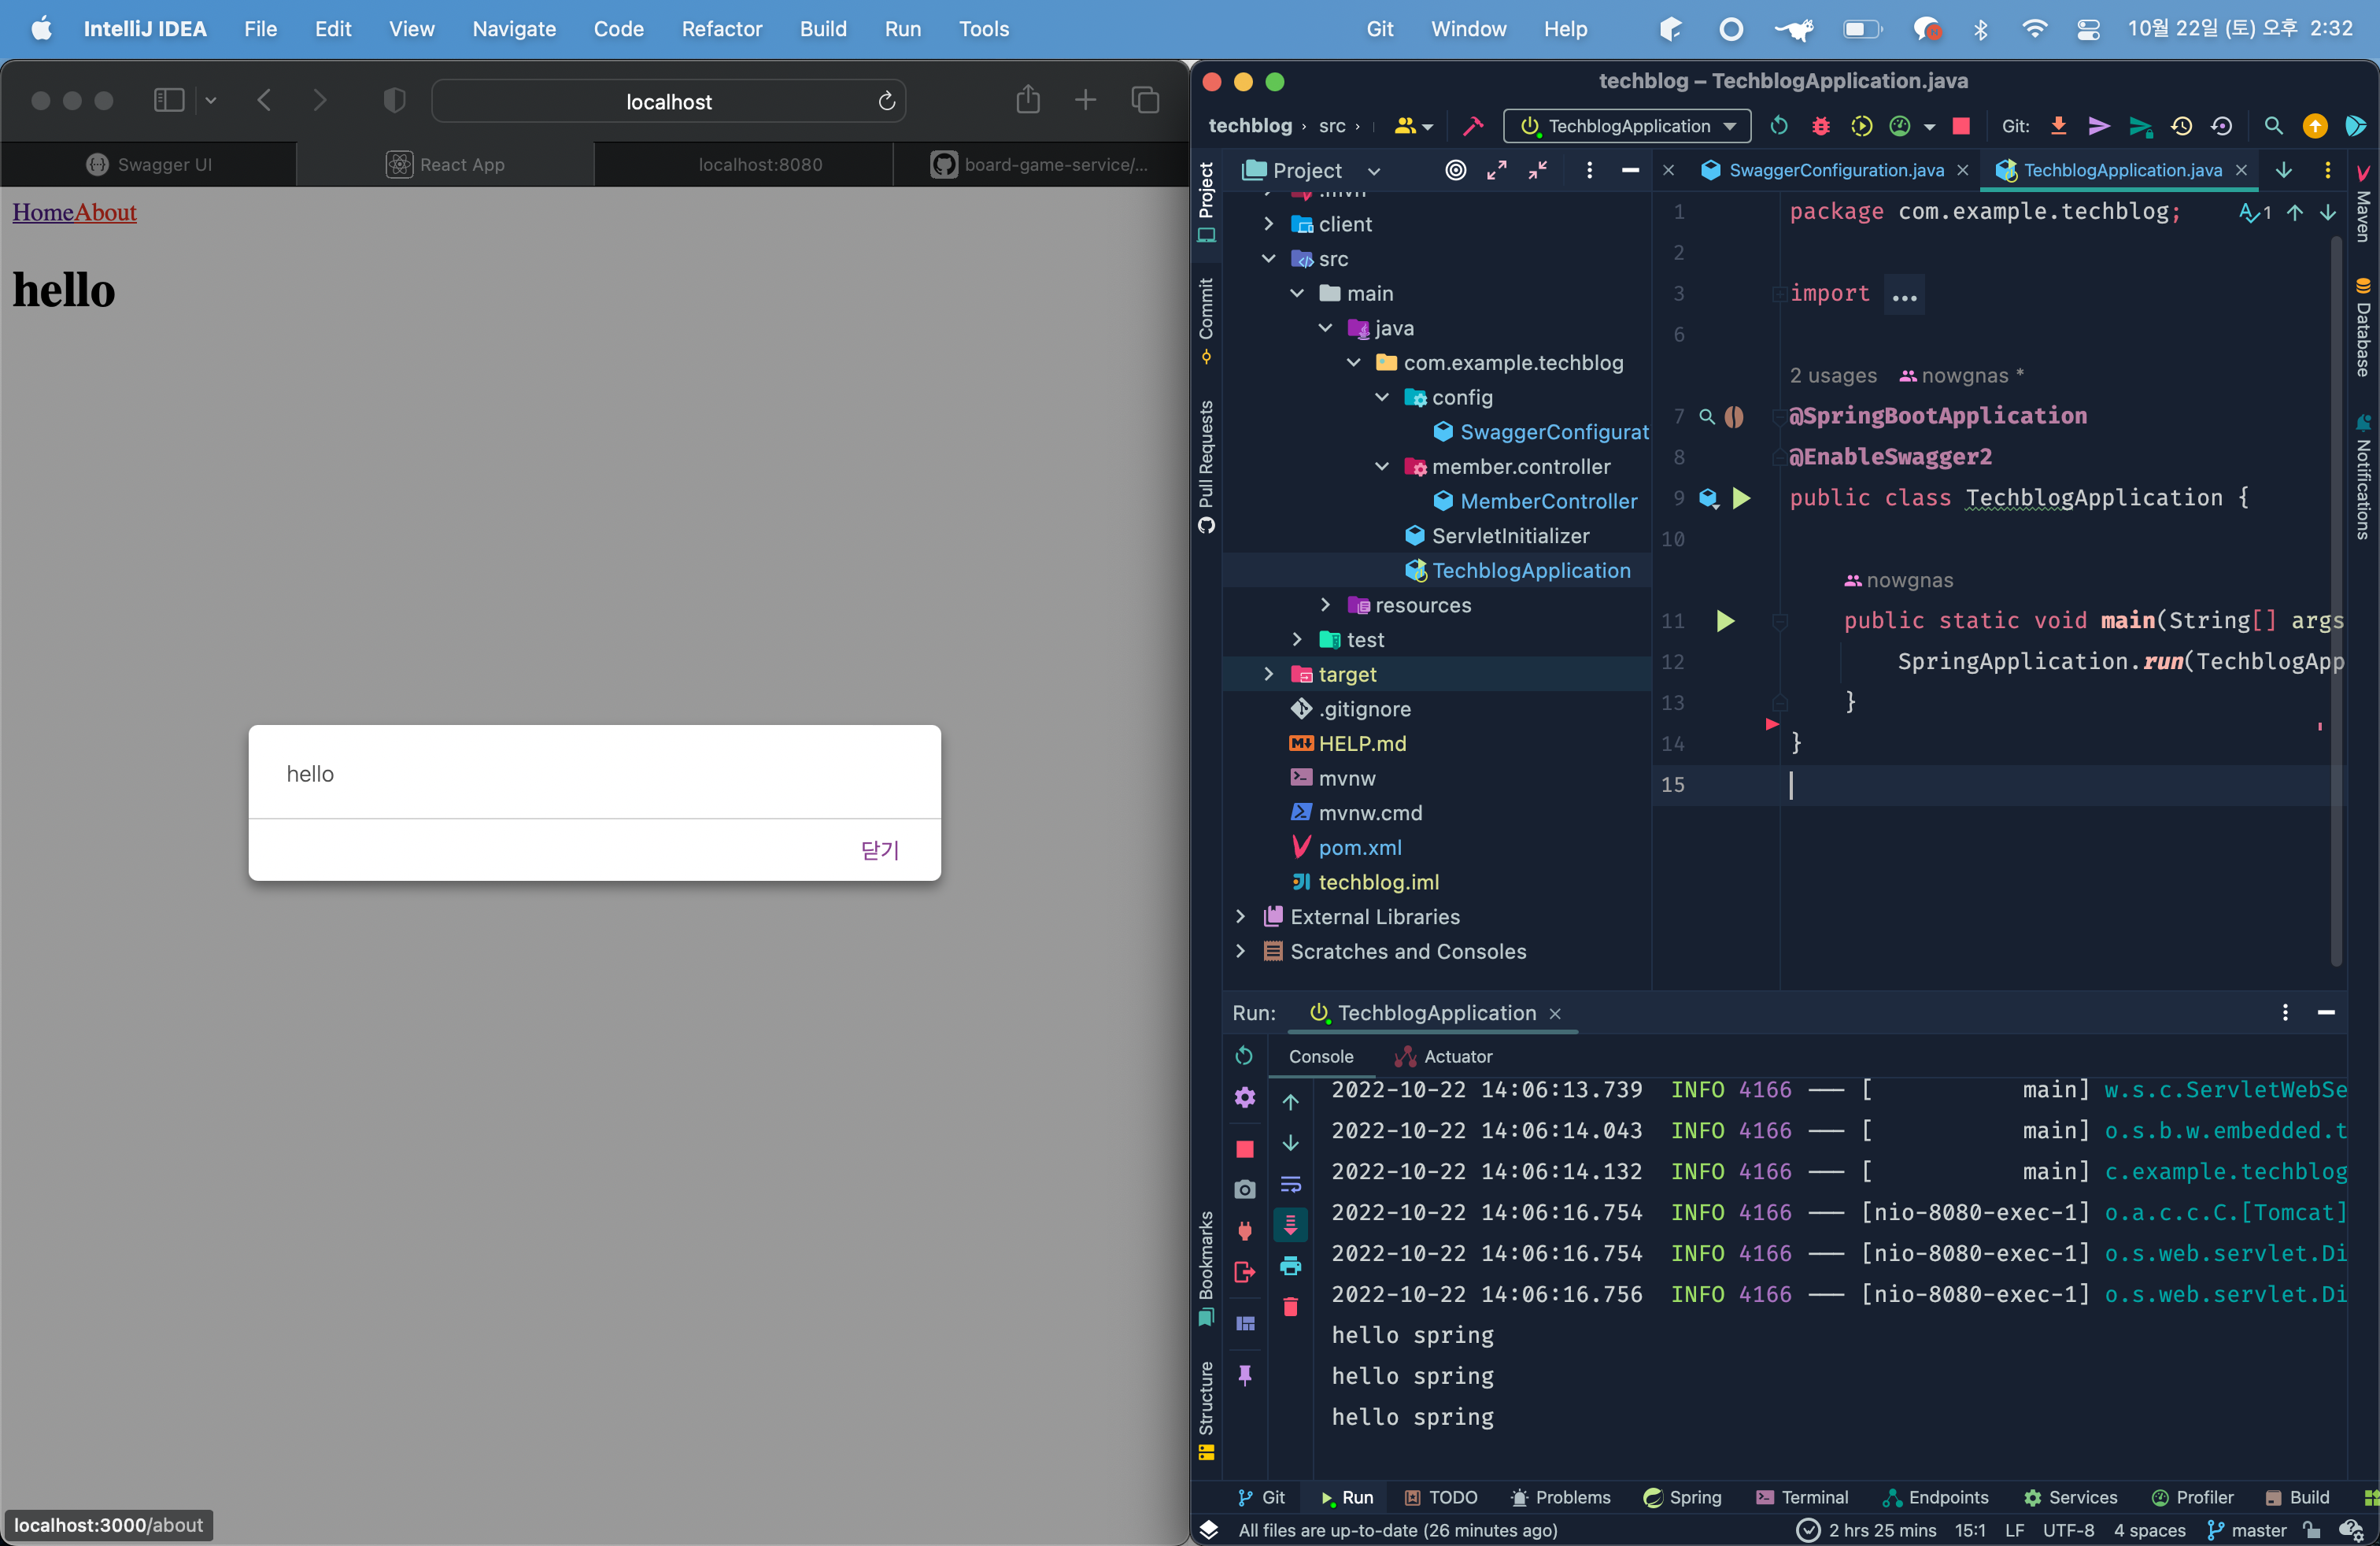 IntelliJ IDEA File Edit View Navigate Code Refactor Build Run Tools Git Window Help 10월 22일 (토) 오후 2:32
localhost
Swagger UI
React App
localhost:8080
board-game-service/...
HomeAbout
hello
hello
닫기
localhost:3000/about
techblog – TechblogApplication.java
techblog › src ›
TechblogApplication
Git:
Project
SwaggerConfiguration.java
TechblogApplication.java
Project
Commit
Pull Requests
Bookmarks
Structure
.mvn
client
src
main
java
com.example.techblog
config
SwaggerConfigurat
member.controller
MemberController
ServletInitializer
TechblogApplication
resources
test
target
.gitignore
HELP.md
mvnw
mvnw.cmd
pom.xml
techblog.iml
External Libraries
Scratches and Consoles
1 package com.example.techblog;
1
2
3 import ...
6
2 usages nowgnas *
7 @SpringBootApplication
8 @EnableSwagger2
9 public class TechblogApplication {
10
nowgnas
11 public static void main(String[] args
12 SpringApplication.run(TechblogApp
13 }
14 }
15
Maven
Database
Notifications
Run: TechblogApplication
Console Actuator
2022-10-22 14:06:13.739 INFO 4166 --- [ main] w.s.c.ServletWebSe
2022-10-22 14:06:14.043 INFO 4166 --- [ main] o.s.b.w.embedded.t
2022-10-22 14:06:14.132 INFO 4166 --- [ main] c.example.techblog
2022-10-22 14:06:16.754 INFO 4166 --- [nio-8080-exec-1] o.a.c.c.C.[Tomcat]
2022-10-22 14:06:16.754 INFO 4166 --- [nio-8080-exec-1] o.s.web.servlet.Di
2022-10-22 14:06:16.756 INFO 4166 --- [nio-8080-exec-1] o.s.web.servlet.Di
hello spring
hello spring
hello spring
Git Run TODO Problems Spring Terminal Endpoints Services Profiler Build
All files are up-to-date (26 minutes ago) 2 hrs 25 mins 15:1 LF UTF-8 4 spaces master